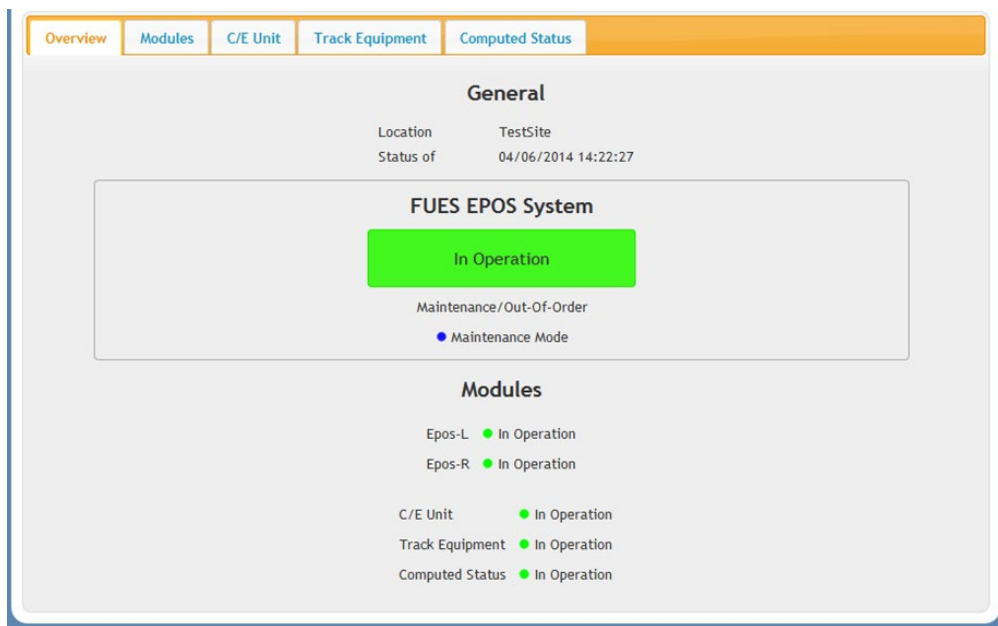 Overview Modules C/E Unit Track Equipment Computed Status
General
Location TestSite
Status of 04/06/2014 14:22:27
FUES EPOS System
In Operation
Maintenance/Out-Of-Order
Maintenance Mode
Modules
Epos-L In Operation
Epos-R In Operation
C/E Unit In Operation
Track Equipment In Operation
Computed Status In Operation